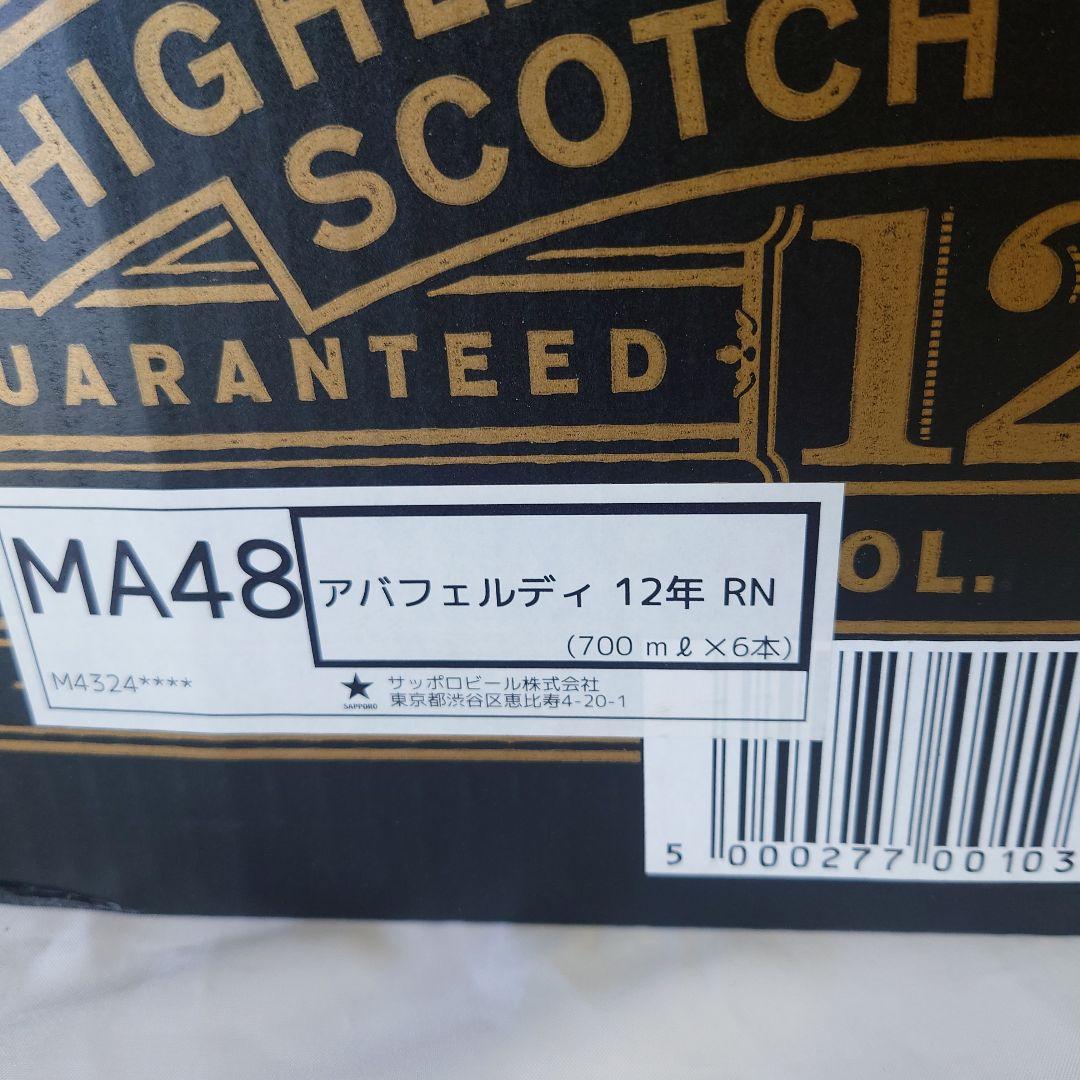 HIGHL
SCOTCH
UARANTEED
12
OL.
MA48
アバフェルディ 12年 RN
(700 mℓ×6本)
M4324****
SAPPORO
サッポロビール株式会社
東京都渋谷区恵比寿4-20-1
5 000277 00103